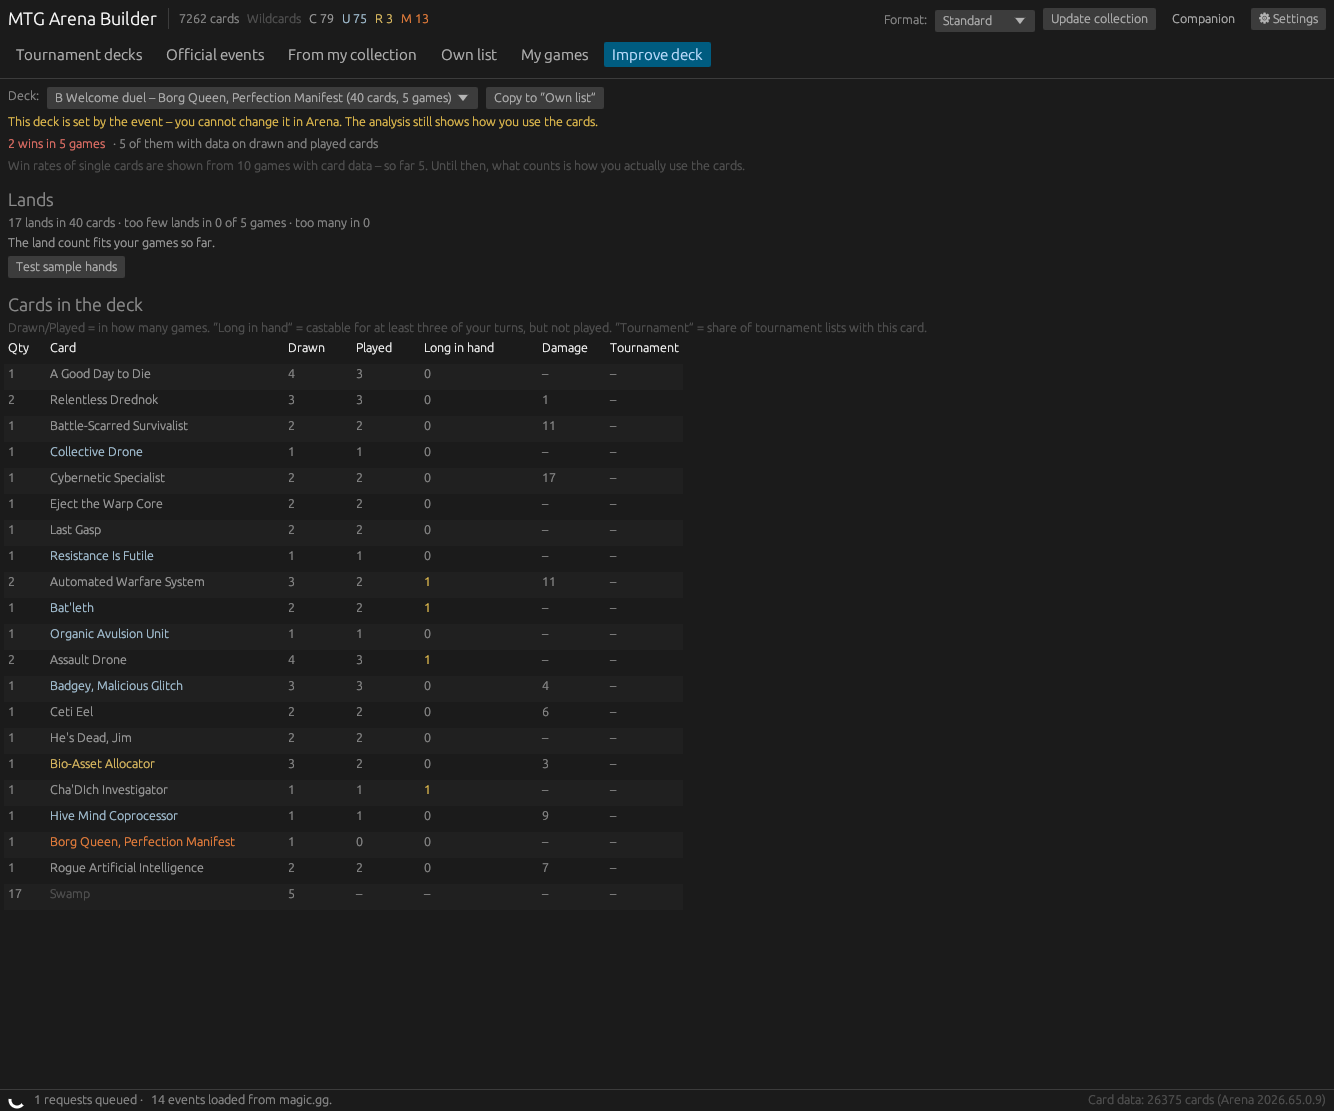 MTG Arena Builder 7262 cards Wildcards C 79 U 75 R 3 M 13 Format: Standard Update collection Companion Settings
Tournament decks Official events From my collection Own list My games Improve deck
Deck: B Welcome duel – Borg Queen, Perfection Manifest (40 cards, 5 games) Copy to "Own list"
This deck is set by the event – you cannot change it in Arena. The analysis still shows how you use the cards.
2 wins in 5 games · 5 of them with data on drawn and played cards
Win rates of single cards are shown from 10 games with card data – so far 5. Until then, what counts is how you actually use the cards.
Lands
17 lands in 40 cards · too few lands in 0 of 5 games · too many in 0
The land count fits your games so far.
Test sample hands
Cards in the deck
Drawn/Played = in how many games. "Long in hand" = castable for at least three of your turns, but not played. "Tournament" = share of tournament lists with this card.
Qty Card Drawn Played Long in hand Damage Tournament
1 A Good Day to Die 4 3 0 – –
2 Relentless Drednok 3 3 0 1 –
1 Battle-Scarred Survivalist 2 2 0 11 –
1 Collective Drone 1 1 0 – –
1 Cybernetic Specialist 2 2 0 17 –
1 Eject the Warp Core 2 2 0 – –
1 Last Gasp 2 2 0 – –
1 Resistance Is Futile 1 1 0 – –
2 Automated Warfare System 3 2 1 11 –
1 Bat'leth 2 2 1 – –
1 Organic Avulsion Unit 1 1 0 – –
2 Assault Drone 4 3 1 – –
1 Badgey, Malicious Glitch 3 3 0 4 –
1 Ceti Eel 2 2 0 6 –
1 He's Dead, Jim 2 2 0 – –
1 Bio-Asset Allocator 3 2 0 3 –
1 Cha'DIch Investigator 1 1 1 – –
1 Hive Mind Coprocessor 1 1 0 9 –
1 Borg Queen, Perfection Manifest 1 0 0 – –
1 Rogue Artificial Intelligence 2 2 0 7 –
17 Swamp 5 – – – –
1 requests queued · 14 events loaded from magic.gg. Card data: 26375 cards (Arena 2026.65.0.9)